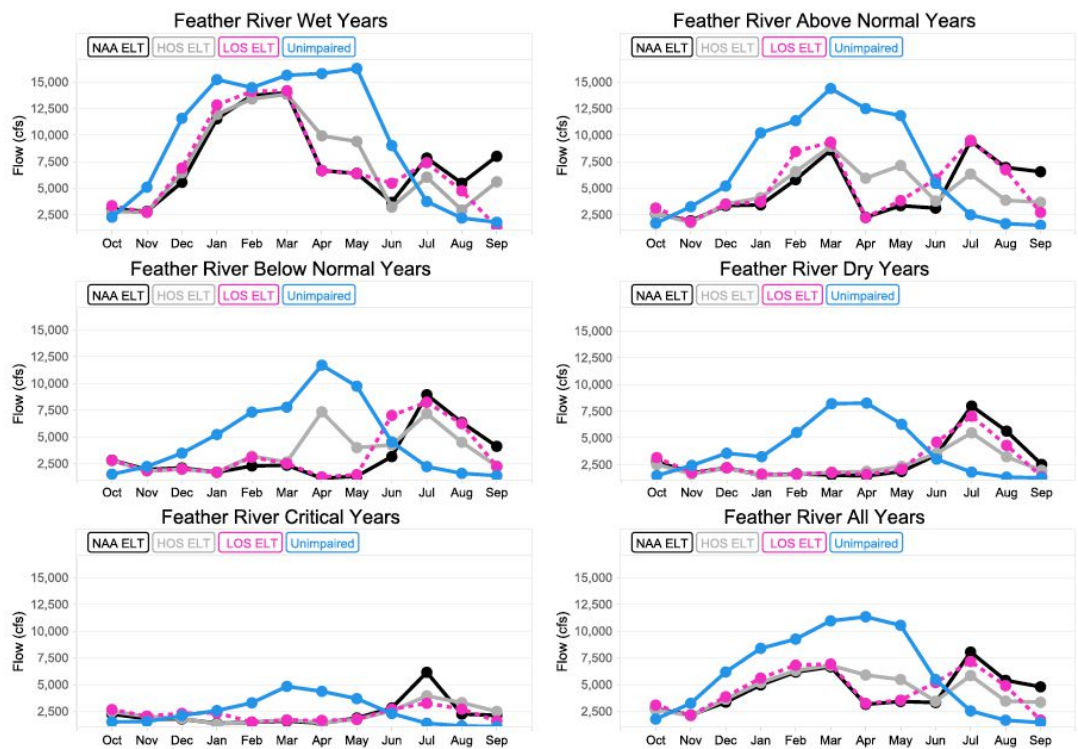 Feather River Wet Years
NAA ELT HOS ELT LOS ELT Unimpaired
15,000
12,500
10,000
7,500
5,000
2,500
Flow (cfs)
Oct Nov Dec Jan Feb Mar Apr May Jun Jul Aug Sep
Feather River Above Normal Years
NAA ELT HOS ELT LOS ELT Unimpaired
15,000
12,500
10,000
7,500
5,000
2,500
Flow (cfs)
Oct Nov Dec Jan Feb Mar Apr May Jun Jul Aug Sep
Feather River Below Normal Years
NAA ELT HOS ELT LOS ELT Unimpaired
15,000
12,500
10,000
7,500
5,000
2,500
Flow (cfs)
Oct Nov Dec Jan Feb Mar Apr May Jun Jul Aug Sep
Feather River Dry Years
NAA ELT HOS ELT LOS ELT Unimpaired
15,000
12,500
10,000
7,500
5,000
2,500
Flow (cfs)
Oct Nov Dec Jan Feb Mar Apr May Jun Jul Aug Sep
Feather River Critical Years
NAA ELT HOS ELT LOS ELT Unimpaired
15,000
12,500
10,000
7,500
5,000
2,500
Flow (cfs)
Oct Nov Dec Jan Feb Mar Apr May Jun Jul Aug Sep
Feather River All Years
NAA ELT HOS ELT LOS ELT Unimpaired
15,000
12,500
10,000
7,500
5,000
2,500
Flow (cfs)
Oct Nov Dec Jan Feb Mar Apr May Jun Jul Aug Sep